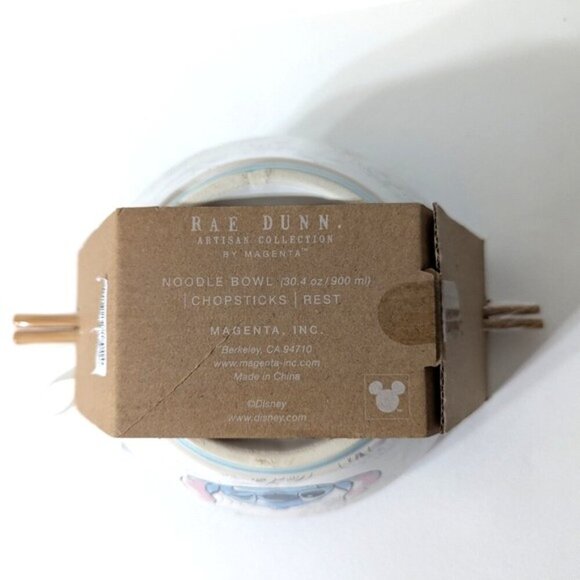 RAE DUNN.
ARTISAN COLLECTION
BY MAGENTA™
NOODLE BOWL (30.4 oz / 900 ml)
| CHOPSTICKS | REST
MAGENTA, INC.
Berkeley, CA 94710
www.magenta-inc.com
Made in China
©Disney
www.disney.com